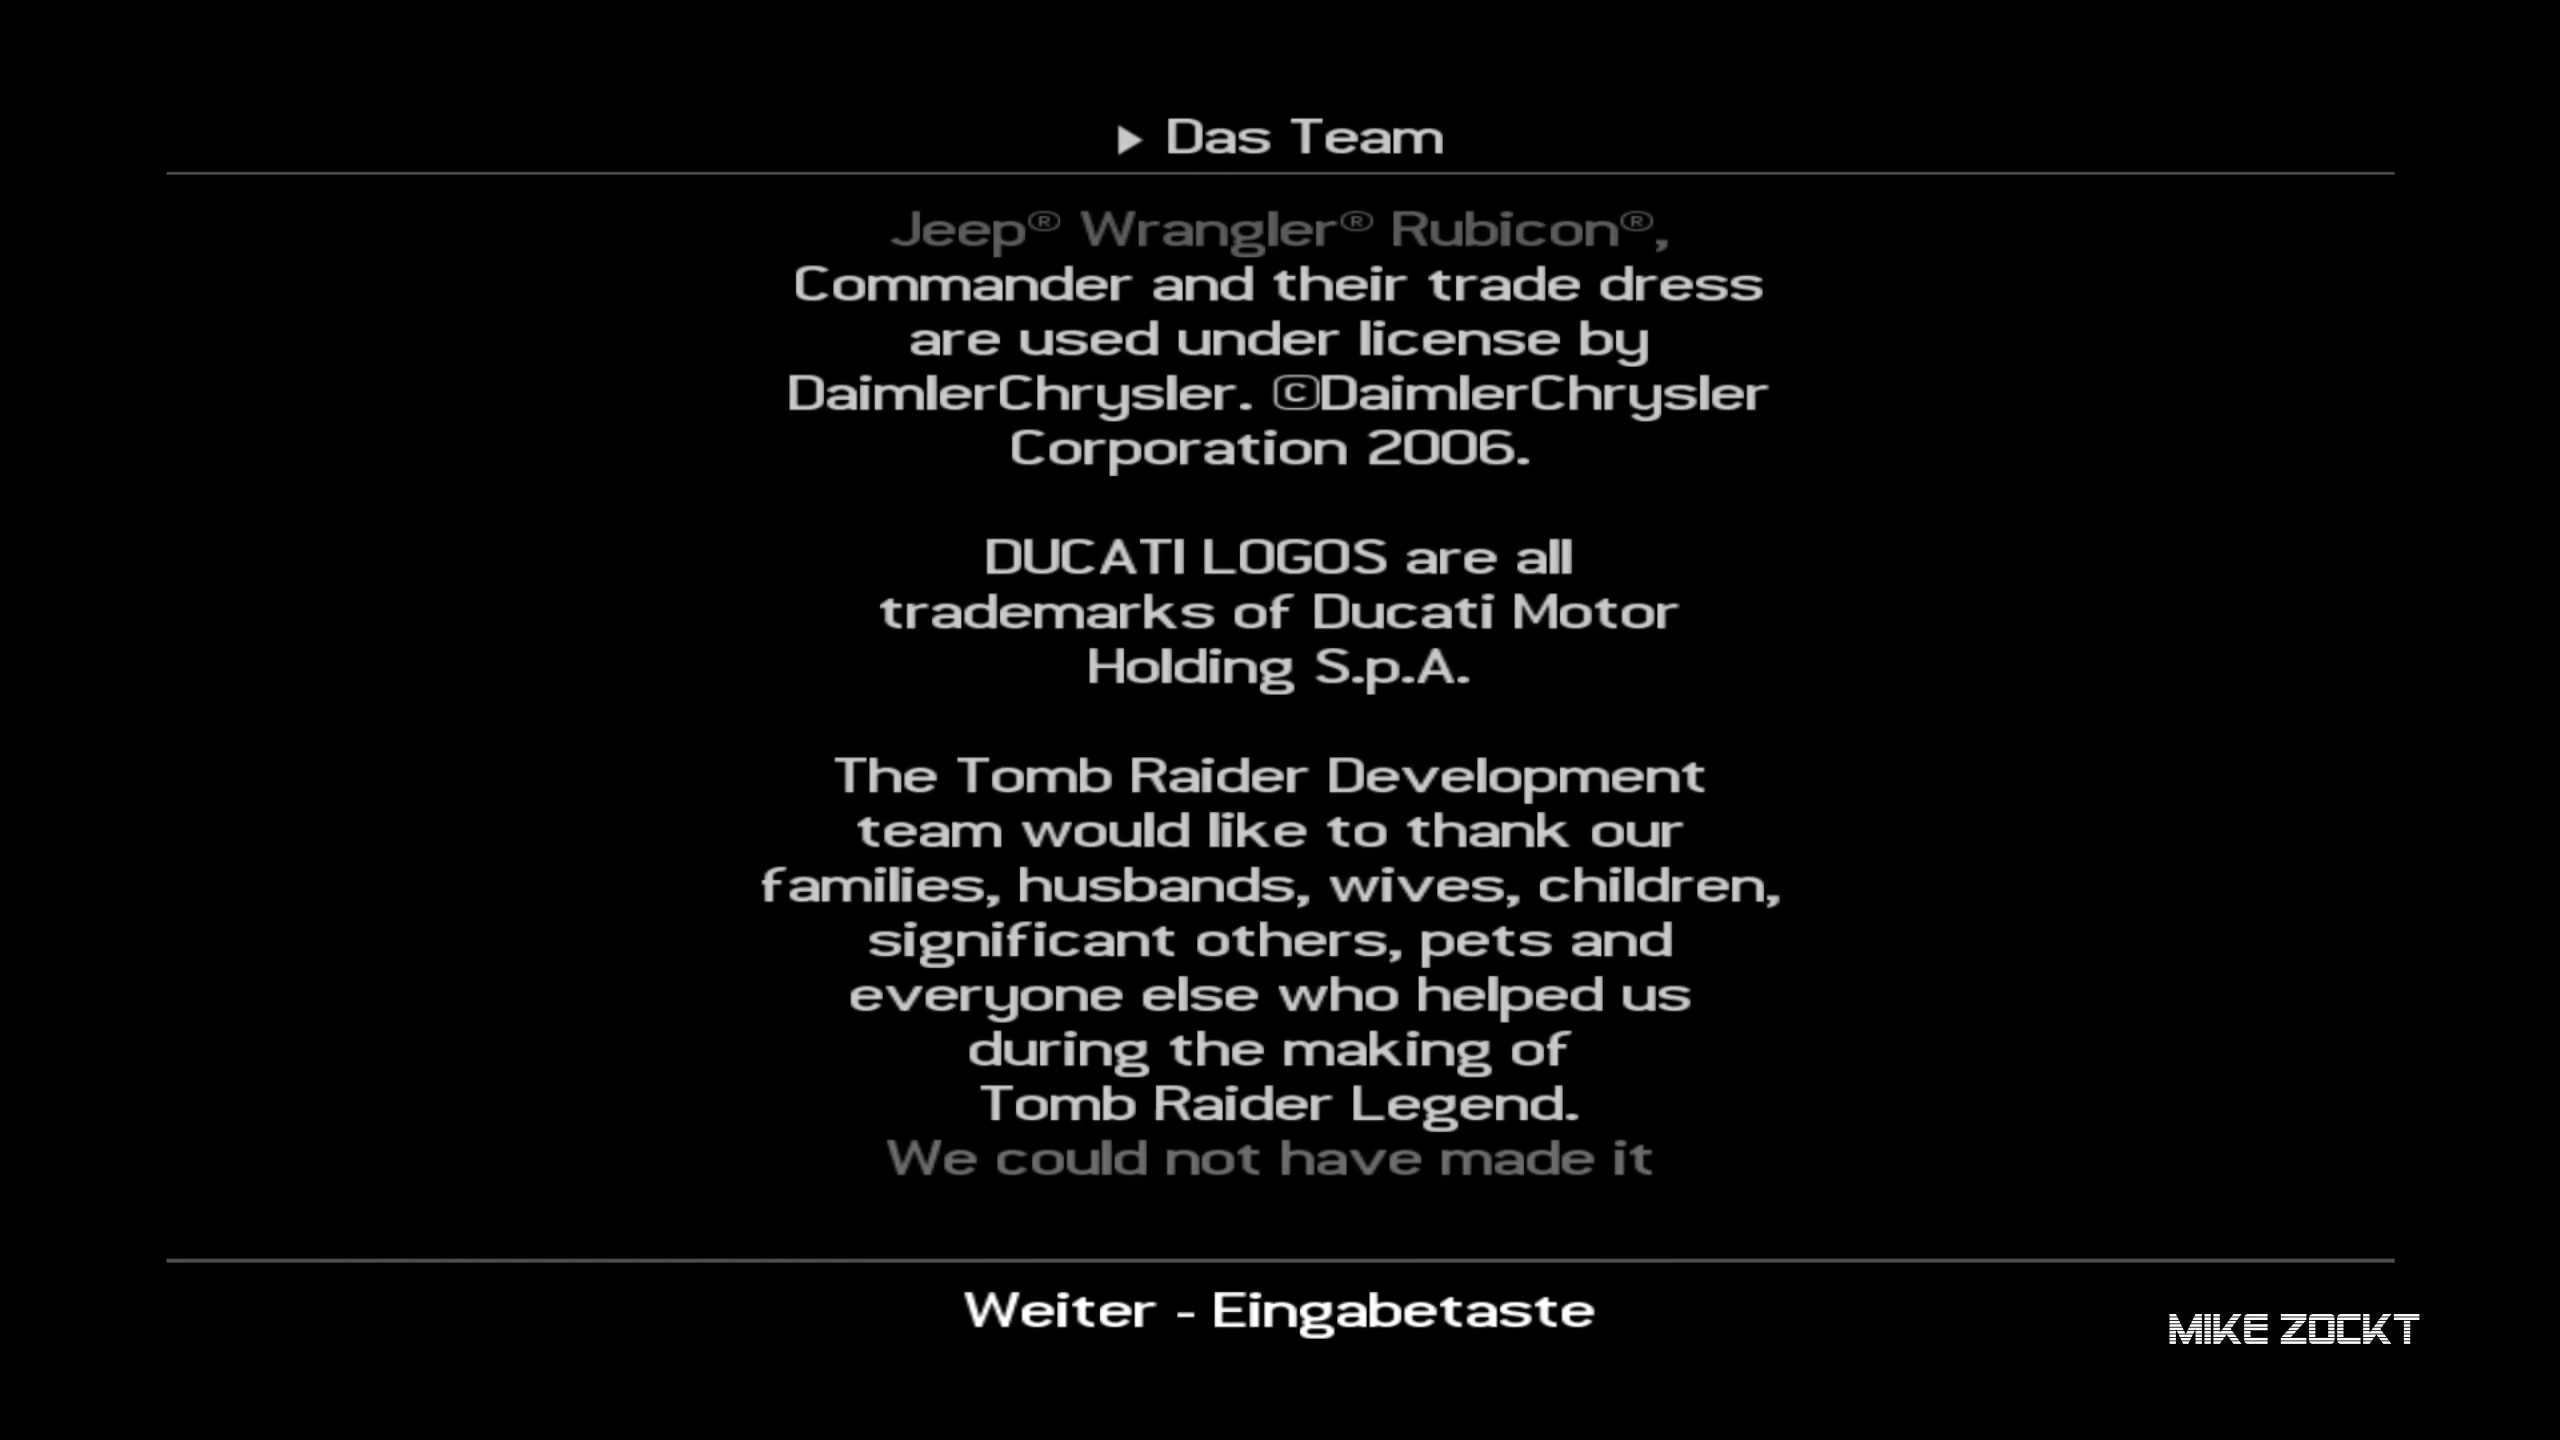 ▶ Das Team
Jeep® Wrangler® Rubicon®,
Commander and their trade dress
are used under license by
DaimlerChrysler. ©DaimlerChrysler
Corporation 2006.
DUCATI LOGOS are all
trademarks of Ducati Motor
Holding S.p.A.
The Tomb Raider Development
team would like to thank our
families, husbands, wives, children,
significant others, pets and
everyone else who helped us
during the making of
Tomb Raider Legend.
We could not have made it
Weiter - Eingabetaste
MIKE ZOCKT